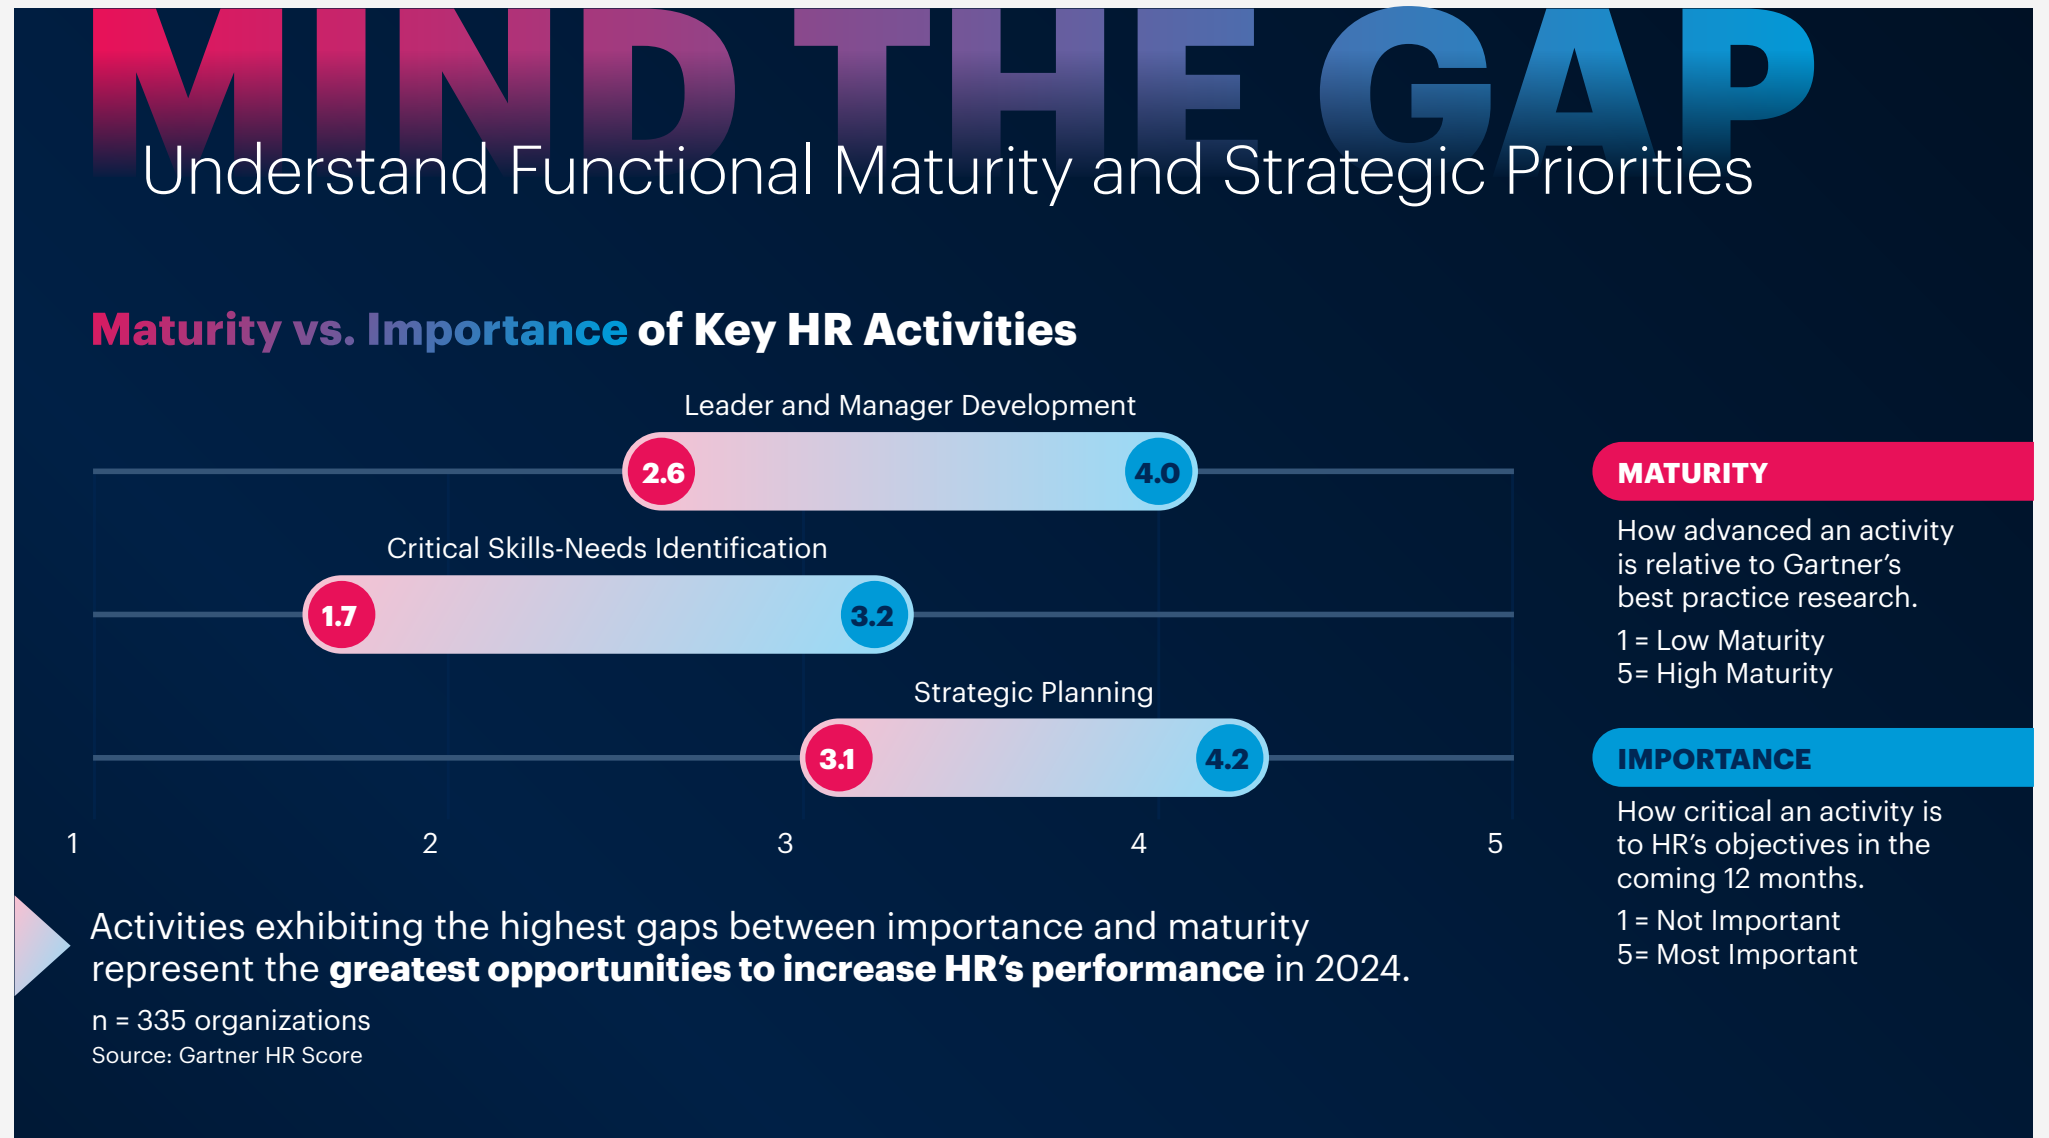 MIND THE GAP
Understand Functional Maturity and Strategic Priorities
Maturity vs. Importance of Key HR Activities
Leader and Manager Development
2.6 4.0
Critical Skills-Needs Identification
1.7 3.2
Strategic Planning
3.1 4.2
1 2 3 4 5
Activities exhibiting the highest gaps between importance and maturity
represent the greatest opportunities to increase HR’s performance in 2024.
n = 335 organizations
Source: Gartner HR Score
MATURITY
How advanced an activity
is relative to Gartner’s
best practice research.
1 = Low Maturity
5= High Maturity
IMPORTANCE
How critical an activity is
to HR’s objectives in the
coming 12 months.
1 = Not Important
5= Most Important